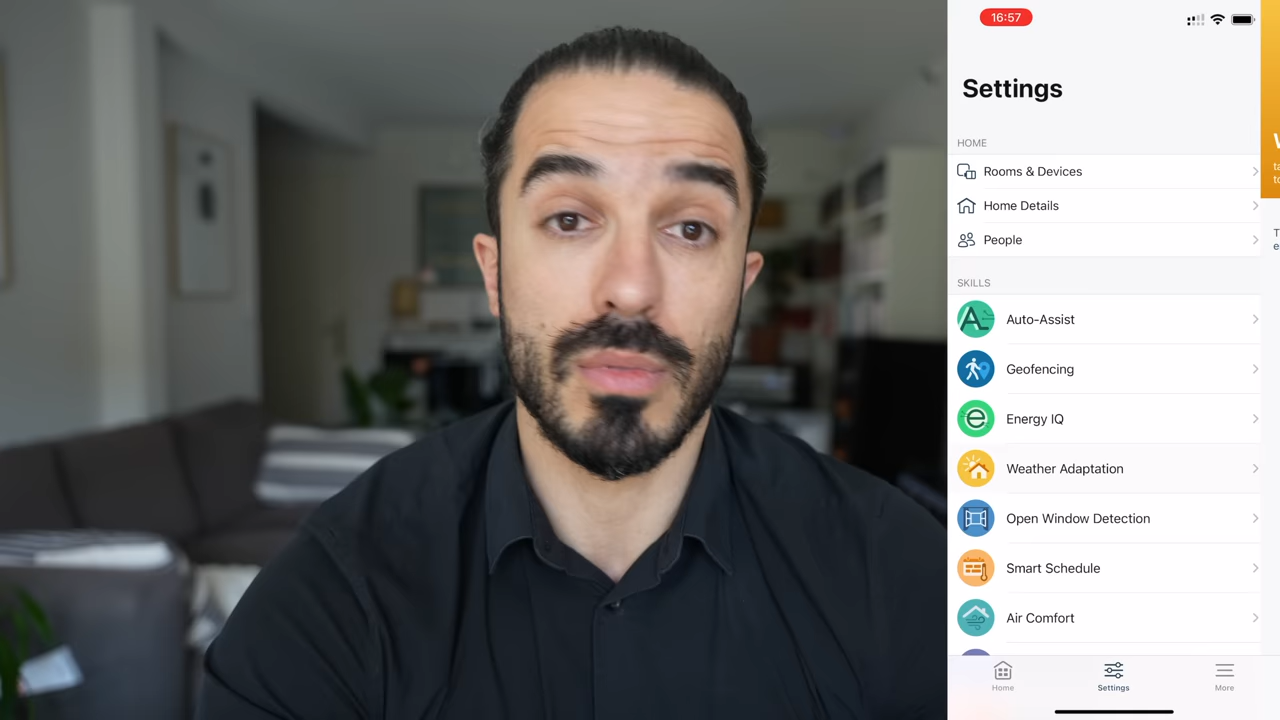 16:57
Settings
HOME
Rooms & Devices
Home Details
People
SKILLS
Auto-Assist
Geofencing
Energy IQ
Weather Adaptation
Open Window Detection
Smart Schedule
Air Comfort
Home
Settings
More